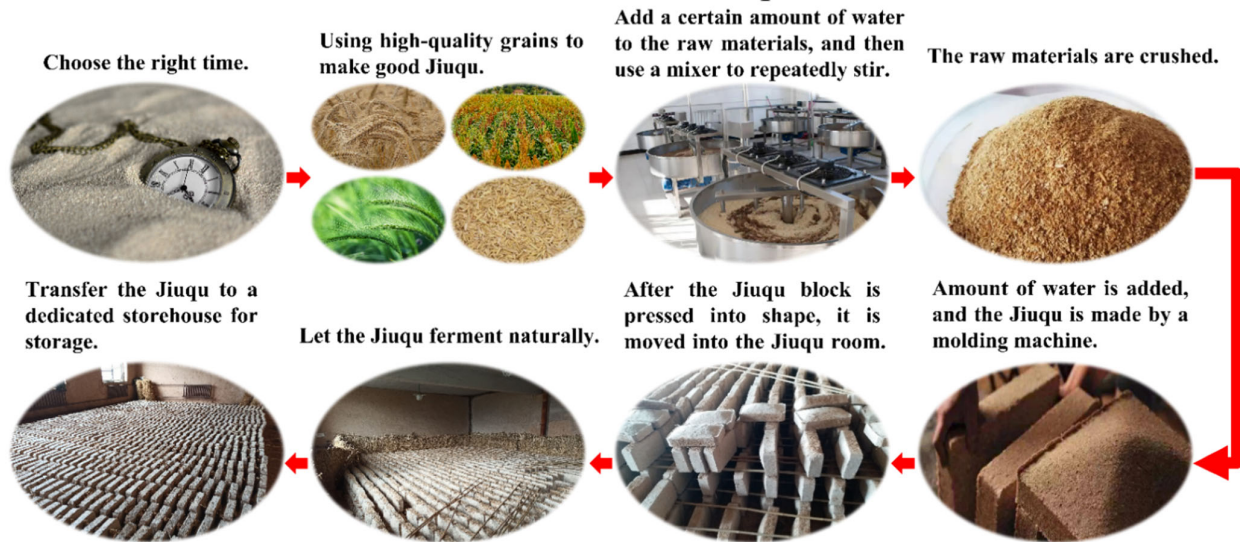 Choose the right time.
Using high-quality grains to
make good Jiuqu.
Add a certain amount of water
to the raw materials, and then
use a mixer to repeatedly stir.
The raw materials are crushed.
Amount of water is added,
and the Jiuqu is made by a
molding machine.
After the Jiuqu block is
pressed into shape, it is
moved into the Jiuqu room.
Let the Jiuqu ferment naturally.
Transfer the Jiuqu to a
dedicated storehouse for
storage.